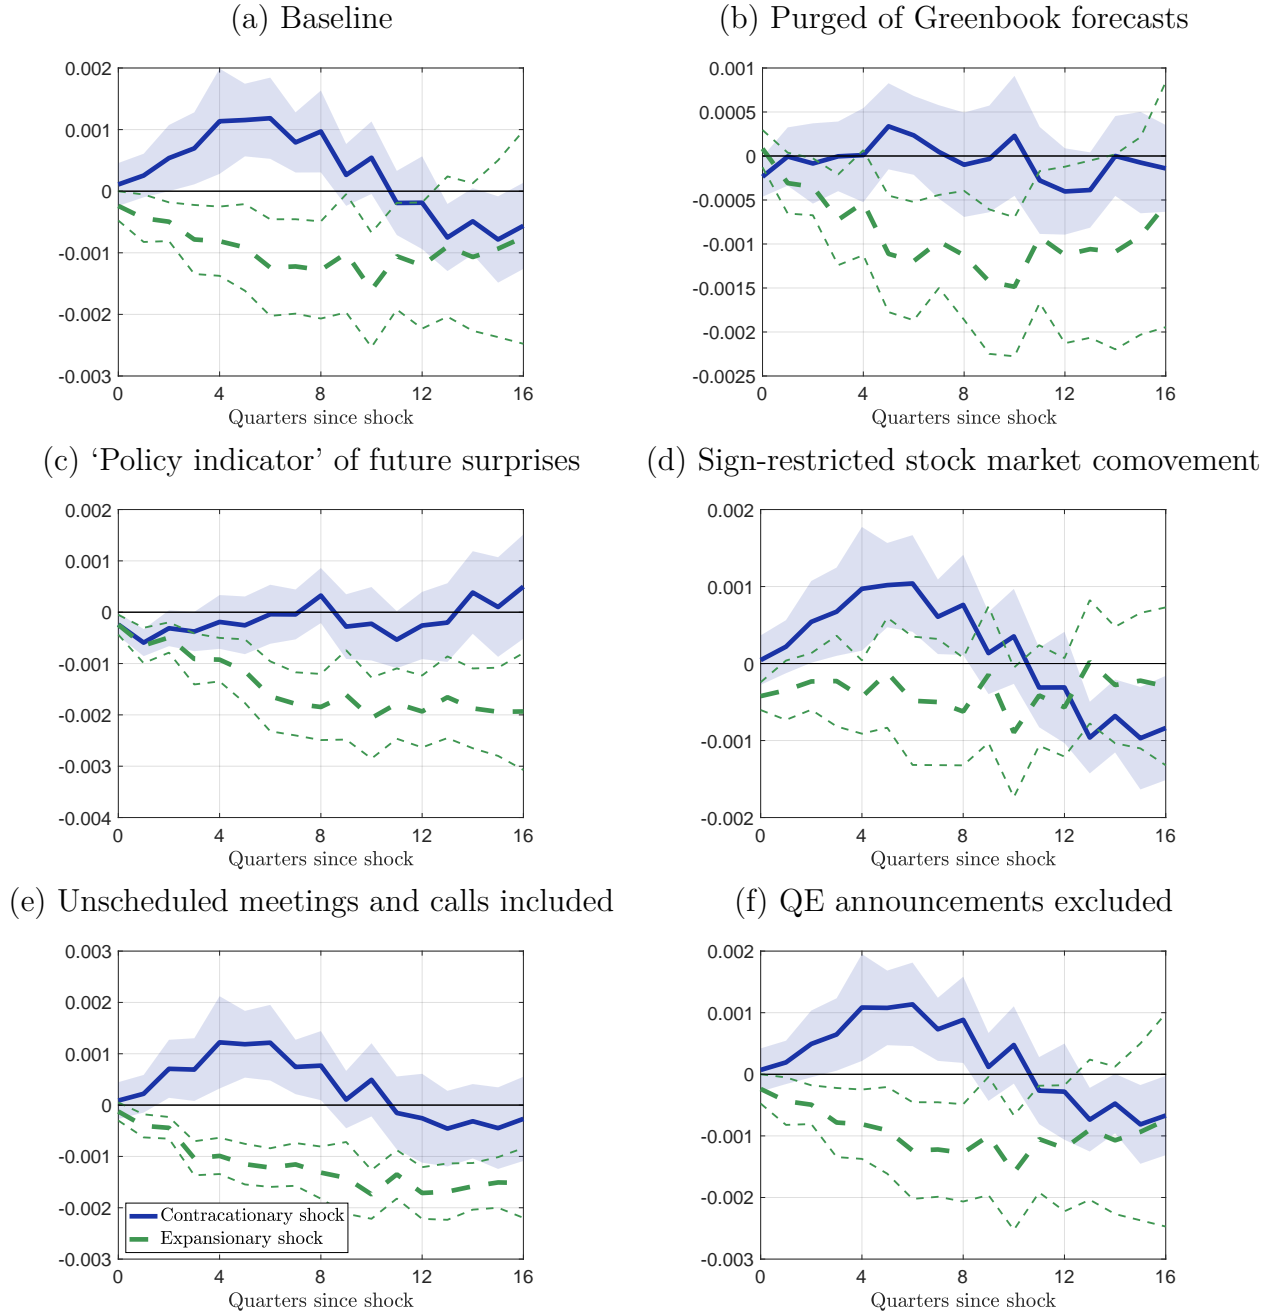 (a) Baseline
(b) Purged of Greenbook forecasts
0.002
0.001
0
-0.001
-0.002
-0.003
0 4 8 12 16
Quarters since shock
0.001
0.0005
0
-0.0005
-0.001
-0.0015
-0.002
-0.0025
0 4 8 12 16
Quarters since shock
(c) ‘Policy indicator’ of future surprises
(d) Sign-restricted stock market comovement
0.002
0.001
0
-0.001
-0.002
-0.003
-0.004
0 4 8 12 16
Quarters since shock
0.002
0.001
0
-0.001
-0.002
0 4 8 12 16
Quarters since shock
(e) Unscheduled meetings and calls included
(f) QE announcements excluded
0.003
0.002
0.001
0
-0.001
-0.002
-0.003
Contracationary shock
Expansionary shock
0 4 8 12 16
Quarters since shock
0.002
0.001
0
-0.001
-0.002
-0.003
0 4 8 12 16
Quarters since shock